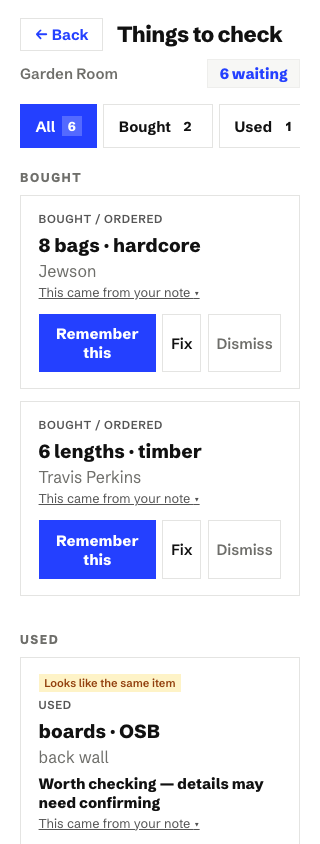 ← Back
Things to check
Garden Room
6 waiting
All 6
Bought 2
Used 1
BOUGHT
BOUGHT / ORDERED
8 bags · hardcore
Jewson
This came from your note ▾
Remember
this
Fix
Dismiss
BOUGHT / ORDERED
6 lengths · timber
Travis Perkins
This came from your note ▾
Remember
this
Fix
Dismiss
USED
Looks like the same item
USED
boards · OSB
back wall
Worth checking — details may
need confirming
This came from your note ▾